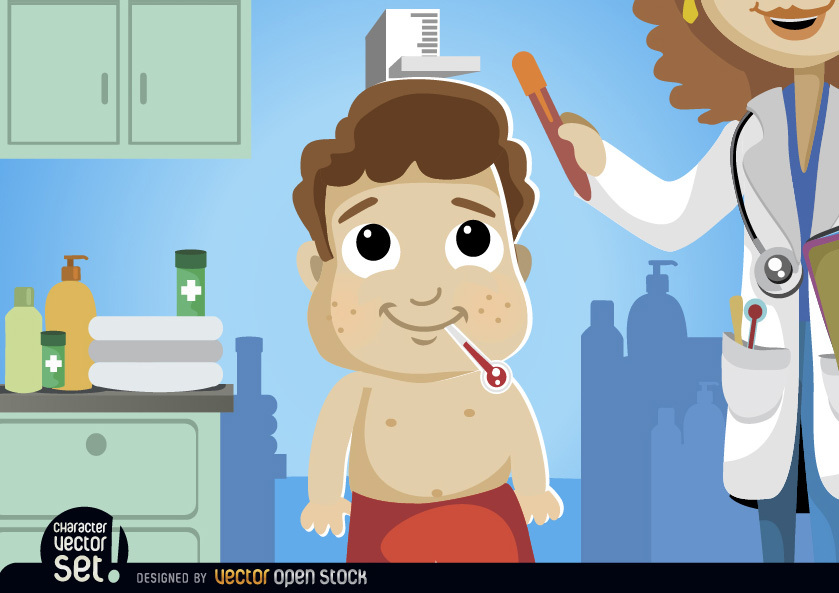 CHARACTER
VECTOR
SET!
DESIGNED BY VECTOR OPEN STOCK